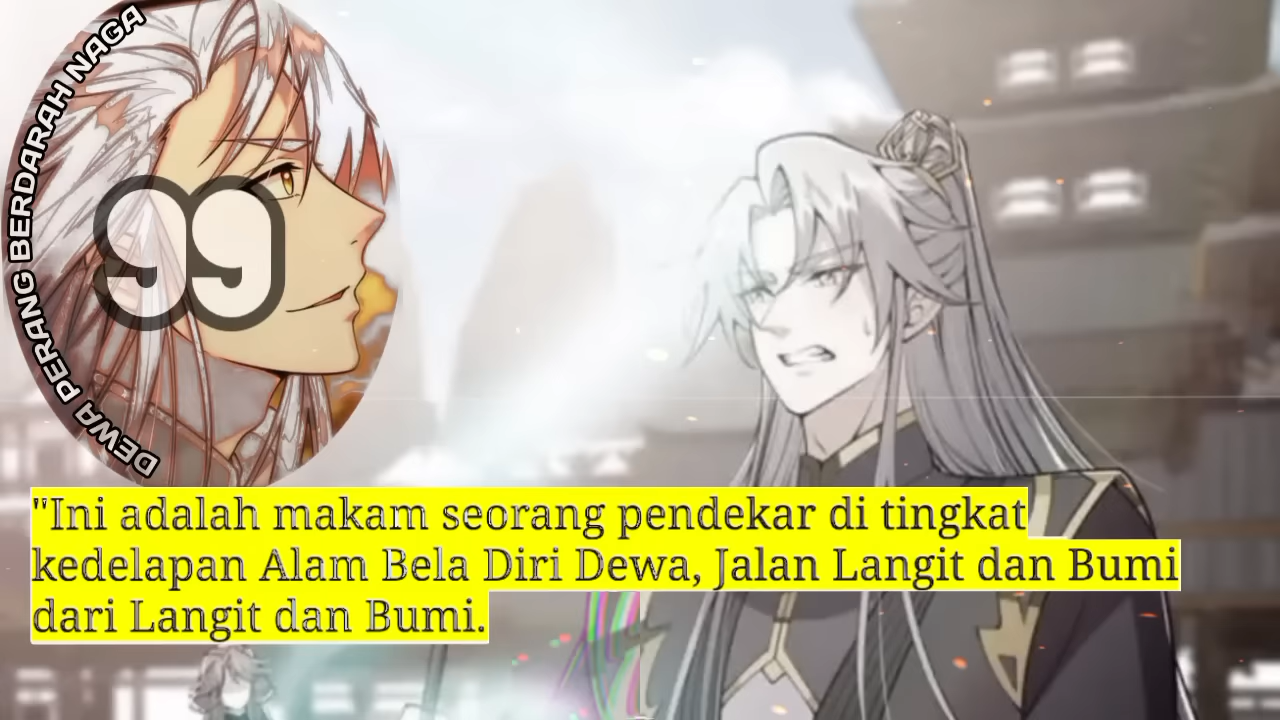 DEWA PERANG BERDARAH NAGA
99
"Ini adalah makam seorang pendekar di tingkat
kedelapan Alam Bela Diri Dewa, Jalan Langit dan Bumi
dari Langit dan Bumi.